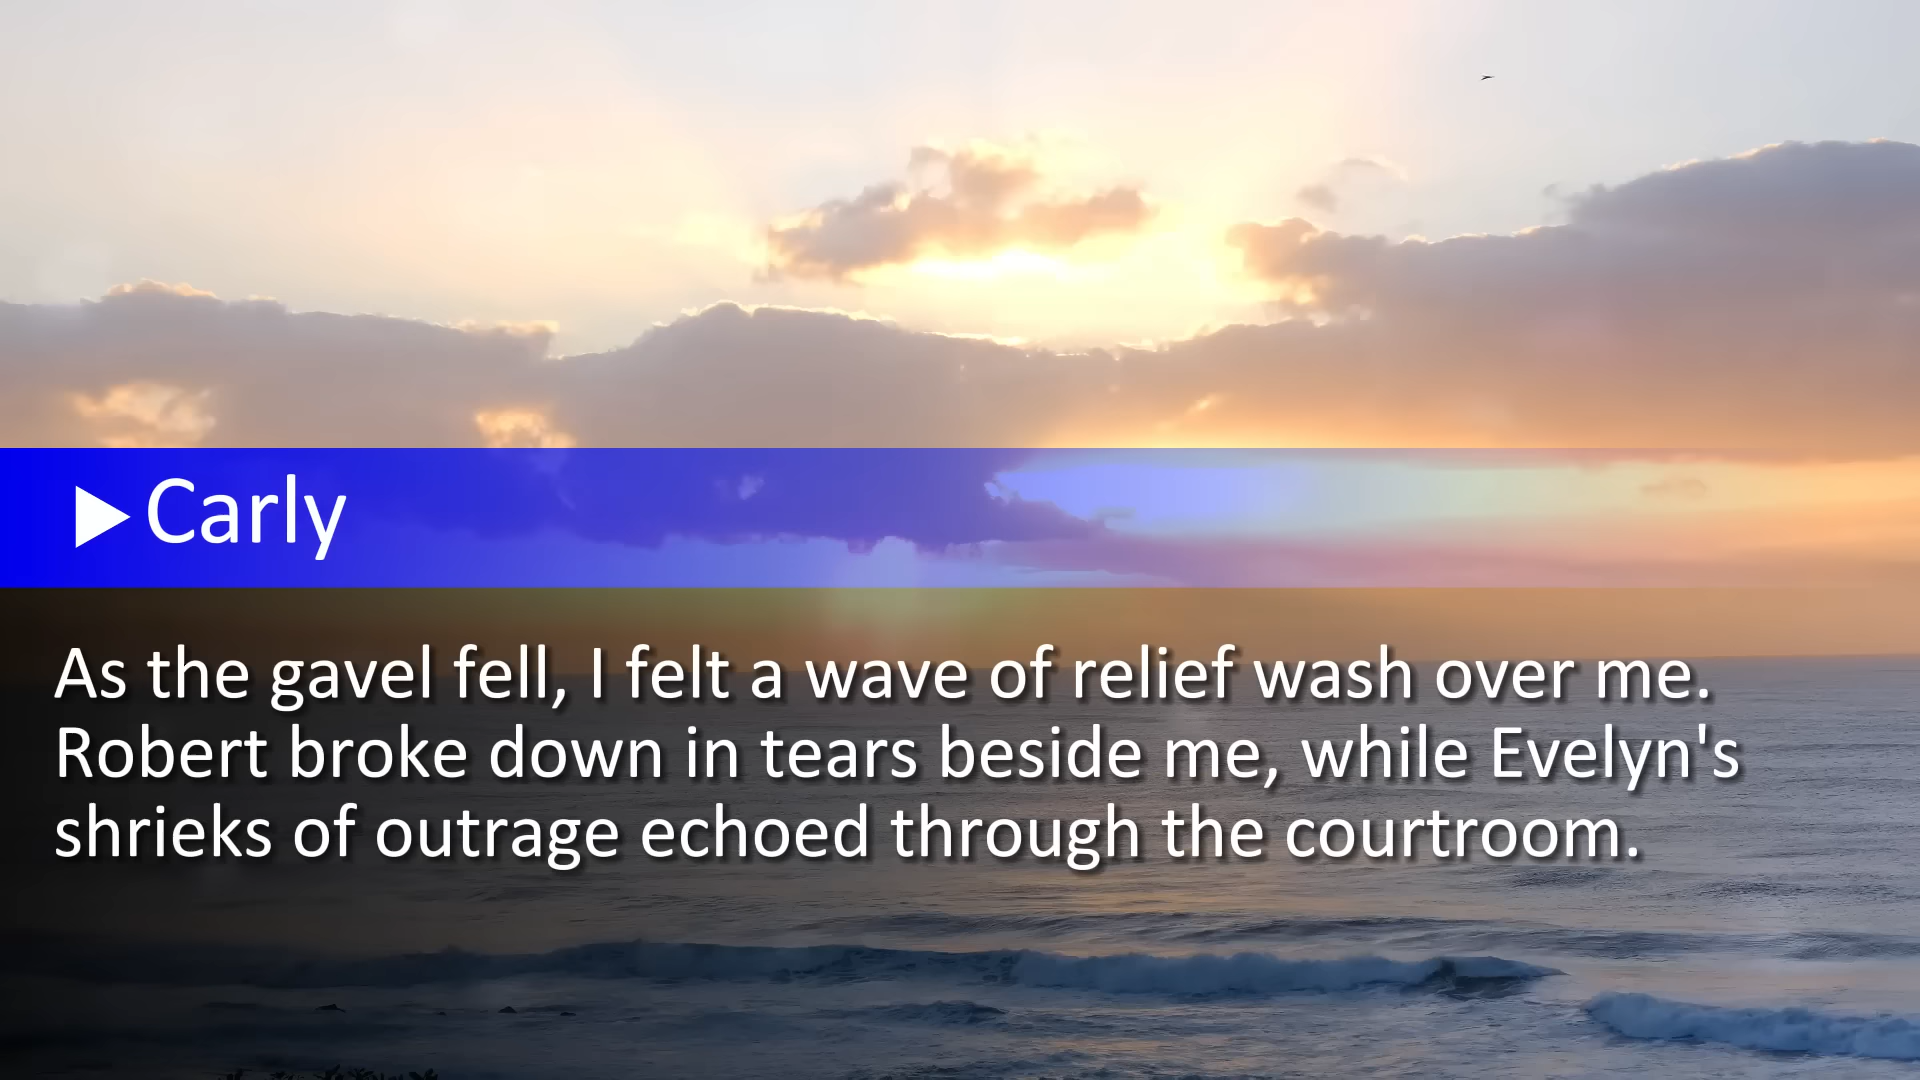 Carly
As the gavel fell, I felt a wave of relief wash over me.
Robert broke down in tears beside me, while Evelyn's
shrieks of outrage echoed through the courtroom.